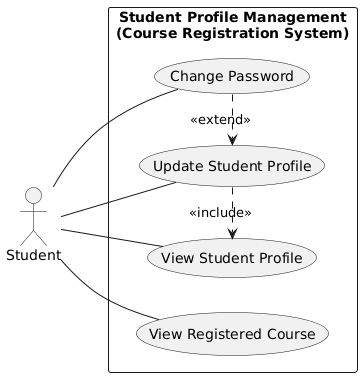 Student Profile Management
(Course Registration System)
Change Password
«extend»
Update Student Profile
«include»
View Student Profile
Student
View Registered Course